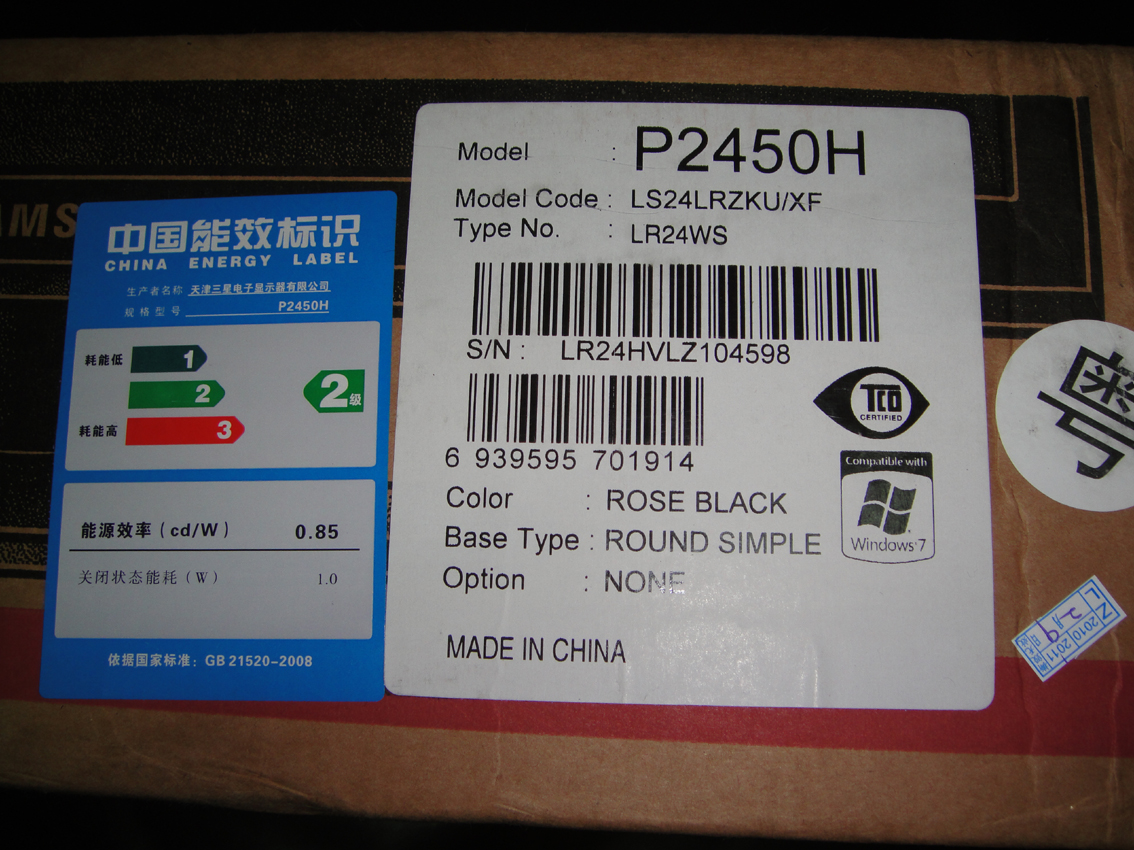 AMS
中国能效标识
CHINA ENERGY LABEL
生产者名称 天津三星电子显示器有限公司
规格型号 P2450H
耗能低 1
2
2级
耗能高 3
能源效率(cd/W) 0.85
关闭状态能耗(W) 1.0
依据国家标准: GB 21520-2008
Model : P2450H
Model Code : LS24LRZKU/XF
Type No. : LR24WS
S/N : LR24HVLZ104598
6 939595 701914
TCO
CERTIFIED
Compatible with
Windows 7
Color : ROSE BLACK
Base Type : ROUND SIMPLE
Option : NONE
MADE IN CHINA
粤
Z
L
2010 2011